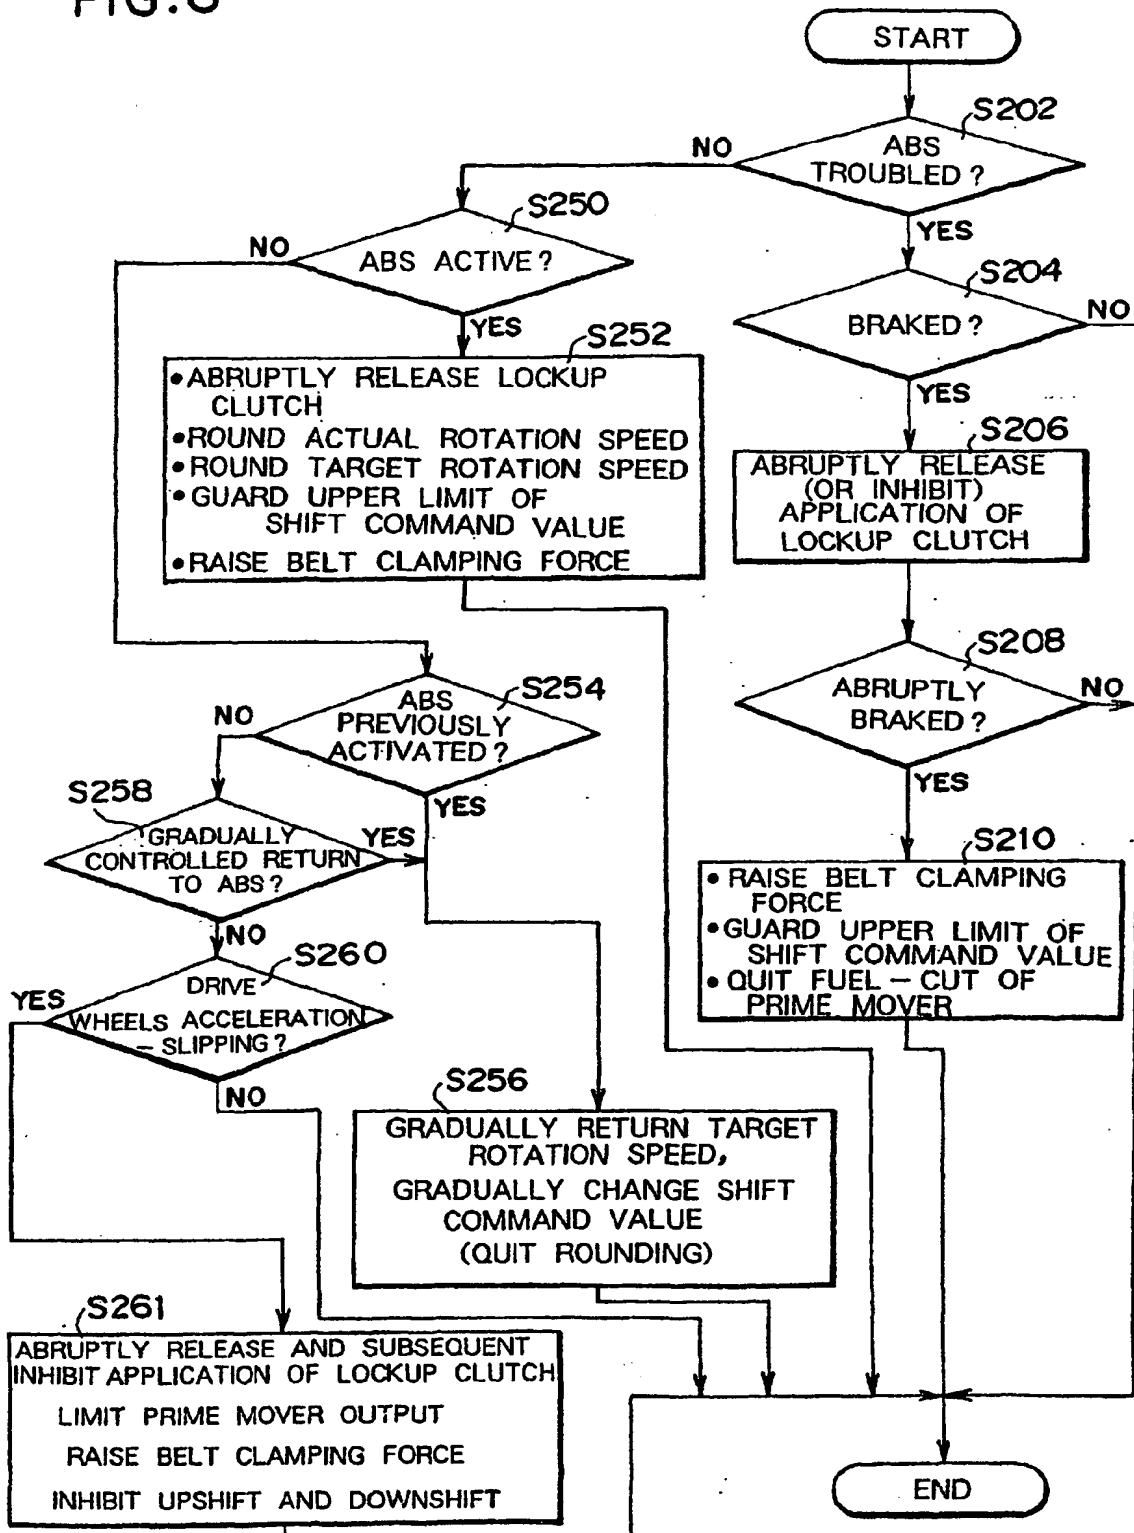 START
S202
ABS
TROUBLED?
NO
YES
S250
ABS ACTIVE?
NO
YES
S204
BRAKED?
NO
YES
S252
•ABRUPTLY RELEASE LOCKUP
CLUTCH
•ROUND ACTUAL ROTATION SPEED
•ROUND TARGET ROTATION SPEED
•GUARD UPPER LIMIT OF
SHIFT COMMAND VALUE
•RAISE BELT CLAMPING FORCE
S206
ABRUPTLY RELEASE
(OR INHIBIT)
APPLICATION OF
LOCKUP CLUTCH
S208
ABRUPTLY
BRAKED?
NO
YES
S254
ABS
PREVIOUSLY
ACTIVATED?
NO
YES
S258
GRADUALLY
CONTROLLED RETURN
TO ABS?
YES
NO
S210
• RAISE BELT CLAMPING
FORCE
•GUARD UPPER LIMIT OF
SHIFT COMMAND VALUE
• QUIT FUEL-CUT OF
PRIME MOVER
S260
DRIVE
WHEELS ACCELERATION
-SLIPPING?
YES
NO
S256
GRADUALLY RETURN TARGET
ROTATION SPEED,
GRADUALLY CHANGE SHIFT
COMMAND VALUE
(QUIT ROUNDING)
S261
ABRUPTLY RELEASE AND SUBSEQUENT
INHIBIT APPLICATION OF LOCKUP CLUTCH
LIMIT PRIME MOVER OUTPUT
RAISE BELT CLAMPING FORCE
INHIBIT UPSHIFT AND DOWNSHIFT
END